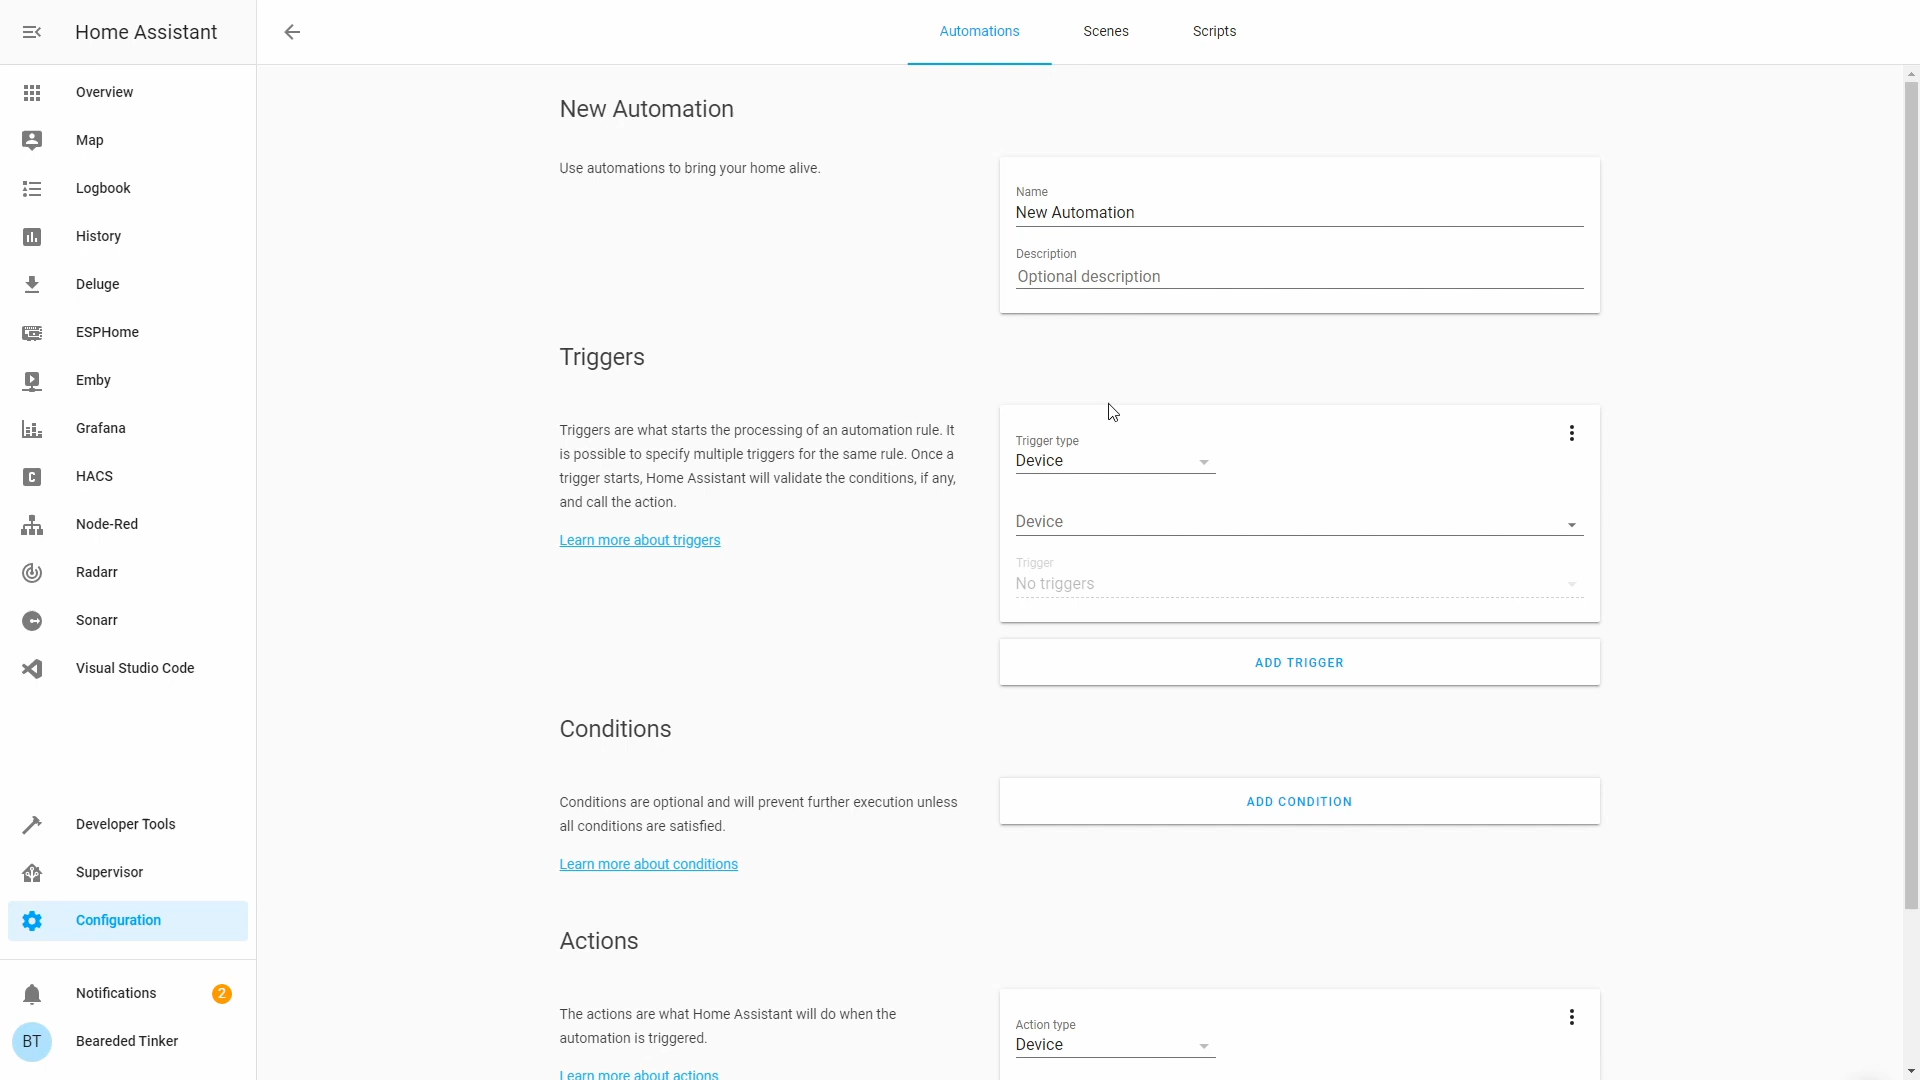 Home Assistant
Automations
Scenes
Scripts
Overview
Map
Logbook
History
Deluge
ESPHome
Emby
Grafana
HACS
Node-Red
Radarr
Sonarr
Visual Studio Code
Developer Tools
Supervisor
Configuration
Notifications
2
BT
Bearded Tinker
New Automation
Use automations to bring your home alive.
Name
New Automation
Description
Optional description
Triggers
Triggers are what starts the processing of an automation rule. It
is possible to specify multiple triggers for the same rule. Once a
trigger starts, Home Assistant will validate the conditions, if any,
and call the action.
Learn more about triggers
Trigger type
Device
Device
Trigger
No triggers
ADD TRIGGER
Conditions
Conditions are optional and will prevent further execution unless
all conditions are satisfied.
Learn more about conditions
ADD CONDITION
Actions
The actions are what Home Assistant will do when the
automation is triggered.
Learn more about actions
Action type
Device